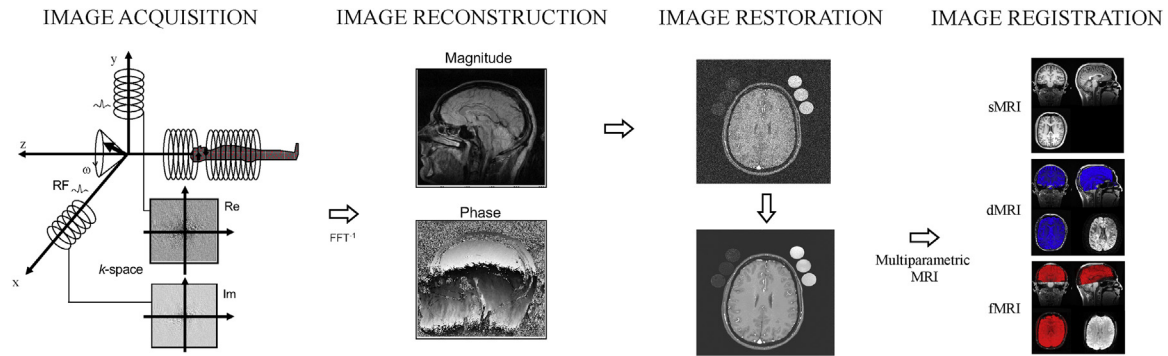 IMAGE ACQUISITION
IMAGE RECONSTRUCTION
IMAGE RESTORATION
IMAGE REGISTRATION
y
z
ω
RF
x
Re
k-space
Im
FFT-1
Magnitude
Phase
Multiparametric
MRI
sMRI
dMRI
fMRI